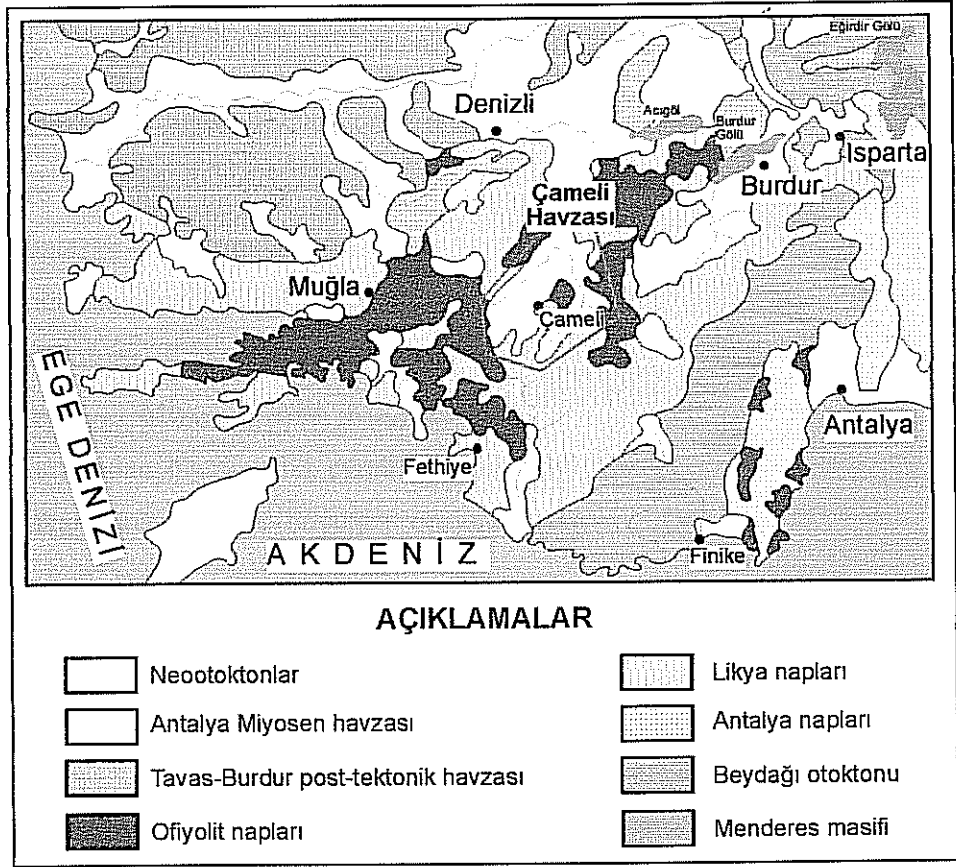 Eğirdir Gölü
Denizli
Acıgöl
Burdur
Gölü
Isparta
Burdur
Çameli
Havzası
Muğla
Çameli
EGE DENİZİ
Antalya
Fethiye
AKDENİZ
Finike
AÇIKLAMALAR
Neootoktonlar
Likya napları
Antalya Miyosen havzası
Antalya napları
Tavas-Burdur post-tektonik havzası
Beydağı otoktonu
Ofiyolit napları
Menderes masifi